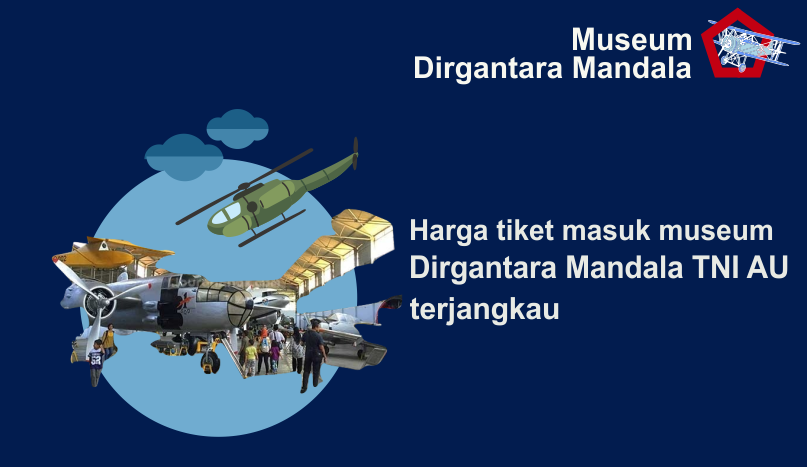 Museum
Dirgantara Mandala
Harga tiket masuk museum
Dirgantara Mandala TNI AU
terjangkau